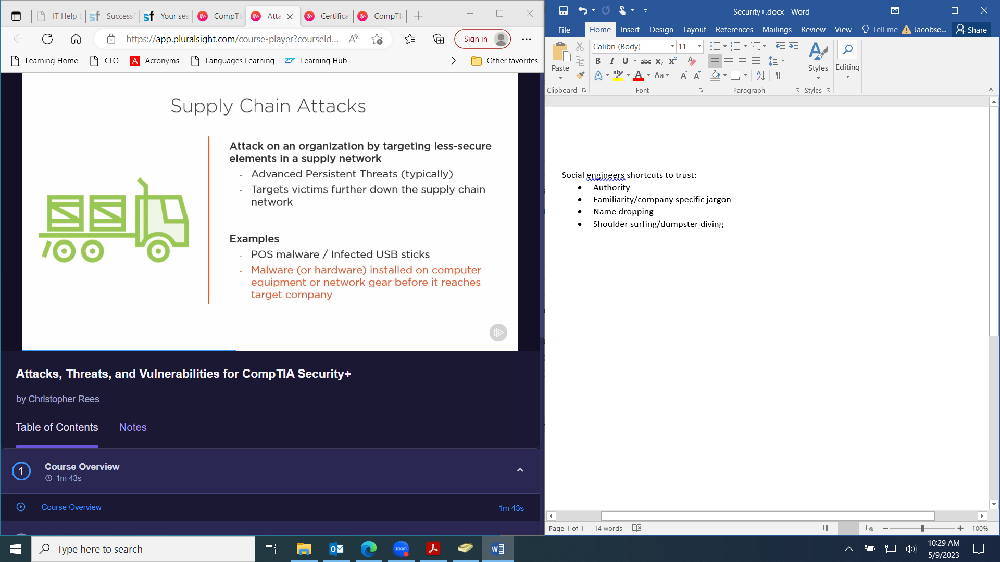 IT Help
SuccessF
Your ses
CompTIA
Atta
Certifica
CompTIA
https://app.pluralsight.com/course-player?courseId...
Sign in
Learning Home
CLO
Acronyms
Languages Learning
Learning Hub
Other favorites
Supply Chain Attacks
Attack on an organization by targeting less-secure
elements in a supply network
- Advanced Persistent Threats (typically)
- Targets victims further down the supply chain
network
Examples
- POS malware / Infected USB sticks
- Malware (or hardware) installed on computer
equipment or network gear before it reaches
target company
Attacks, Threats, and Vulnerabilities for CompTIA Security+
by Christopher Rees
Table of Contents
Notes
1
Course Overview
1m 43s
Course Overview
1m 43s
Security+.docx - Word
File
Home
Insert
Design
Layout
References
Mailings
Review
View
Tell me
Jacobse...
Share
Paste
Clipboard
Calibri (Body)
11
B I U abc x₂ x²
A A Aa A A
Font
Paragraph
Styles
Styles
Editing
Social engineers shortcuts to trust:
• Authority
• Familiarity/company specific jargon
• Name dropping
• Shoulder surfing/dumpster diving
Page 1 of 1
14 words
100%
Type here to search
zoom
10:29 AM
5/9/2023